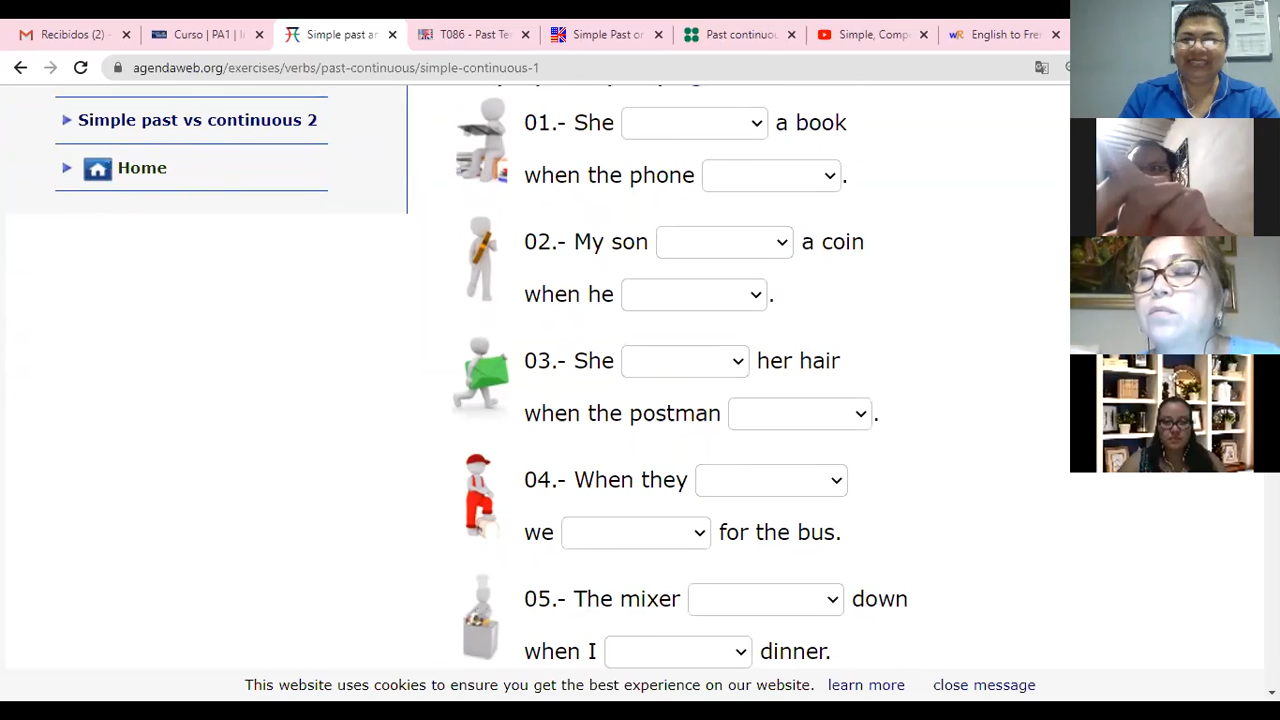 Recibidos (2) -
Curso | PA1 | I
Simple past ar
T086 - Past Te
Simple Past or
Past continuou
Simple, Comp
English to Fre
agendaweb.org/exercises/verbs/past-continuous/simple-continuous-1
Simple past vs continuous 2
Home
01.- She a book
when the phone .
02.- My son a coin
when he .
03.- She her hair
when the postman .
04.- When they
we for the bus.
05.- The mixer down
when I dinner.
This website uses cookies to ensure you get the best experience on our website. learn more close message